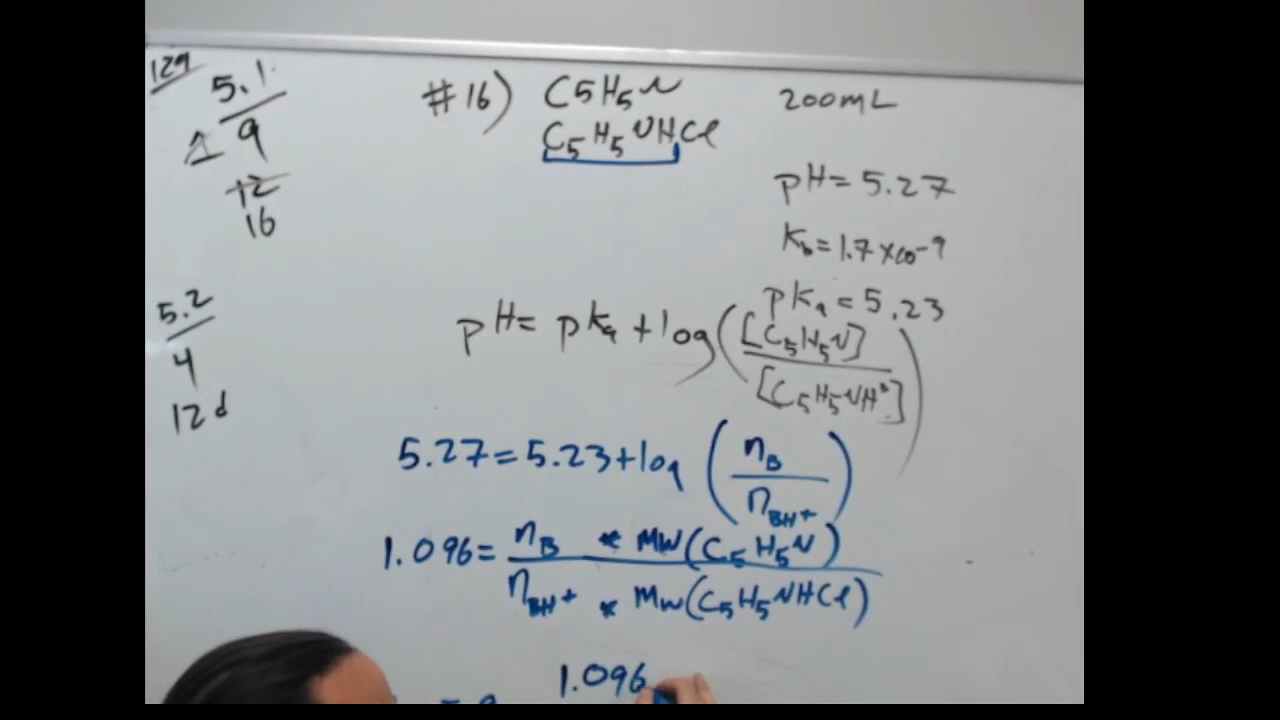 129
5.1
9
12
16
5.2
4
12d
#16) C5H5N
C5H5NHCl
200mL
pH = 5.27
Kb = 1.7 x10-9
pKa = 5.23
pH = pKa + log([C5H5N]/[C5H5NH+])
5.27 = 5.23 + log (nB/nBH+)
1.096 = nB * MW(C5H5N)
nBH+ * MW(C5H5NHCl)
1.096